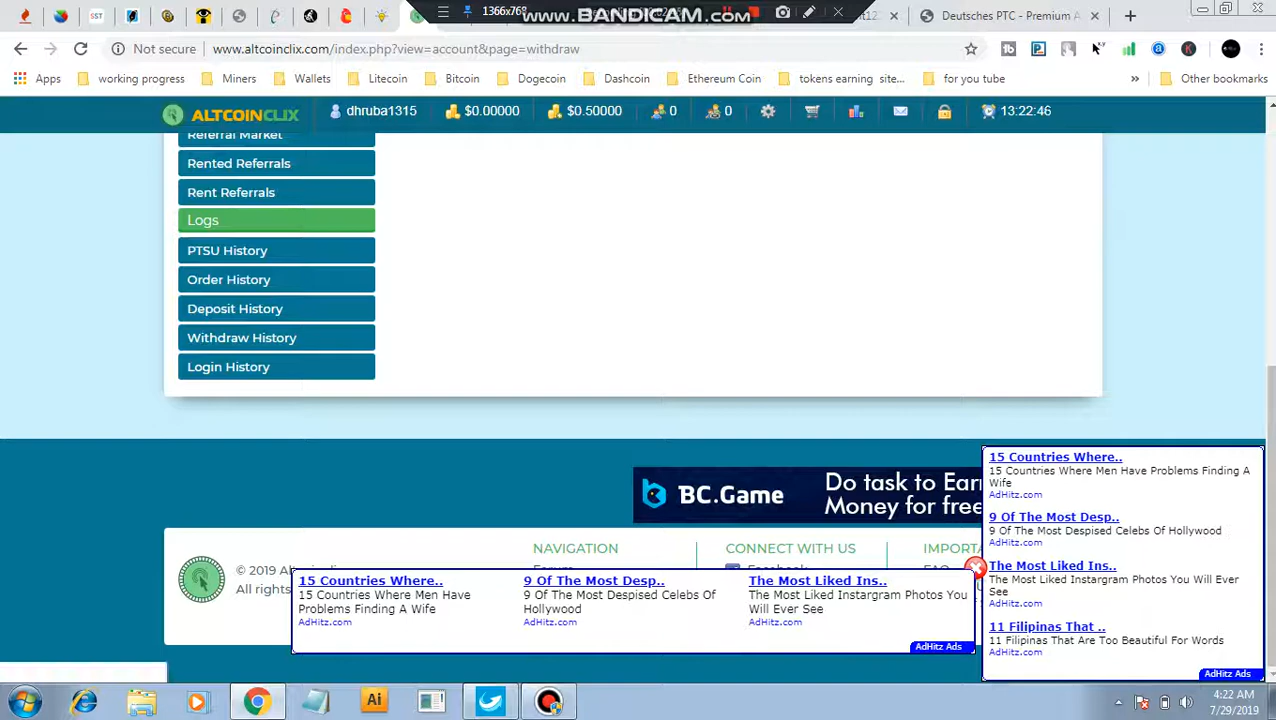 1366x768
www.BANDICAM.com
Deutsches PTC - Premium A
Not secure
www.altcoinclix.com/index.php?view=account&page=withdraw
Apps
working progress
Miners
Wallets
Litecoin
Bitcoin
Dogecoin
Dashcoin
Ethereum Coin
tokens earning site...
for you tube
»
Other bookmarks
ALTCOINCLIX
dhruba1315
$0.00000
$0.50000
0
0
13:22:46
Referral Market
Rented Referrals
Rent Referrals
Logs
PTSU History
Order History
Deposit History
Withdraw History
Login History
BC.GAME
Do task to Earn
Money for free
15 Countries Where..
15 Countries Where Men Have Problems Finding A
Wife
AdHitz.com
9 Of The Most Desp..
9 Of The Most Despised Celebs Of Hollywood
AdHitz.com
The Most Liked Ins..
The Most Liked Instargram Photos You Will Ever
See
AdHitz.com
11 Filipinas That ..
11 Filipinas That Are Too Beautiful For Words
AdHitz.com
AdHitz Ads
NAVIGATION
CONNECT WITH US
© 2019
All rights
15 Countries Where..
15 Countries Where Men Have
Problems Finding A Wife
AdHitz.com
9 Of The Most Desp..
9 Of The Most Despised Celebs Of
Hollywood
AdHitz.com
The Most Liked Ins..
The Most Liked Instargram Photos You
Will Ever See
AdHitz.com
AdHitz Ads
4:22 AM
7/29/2019